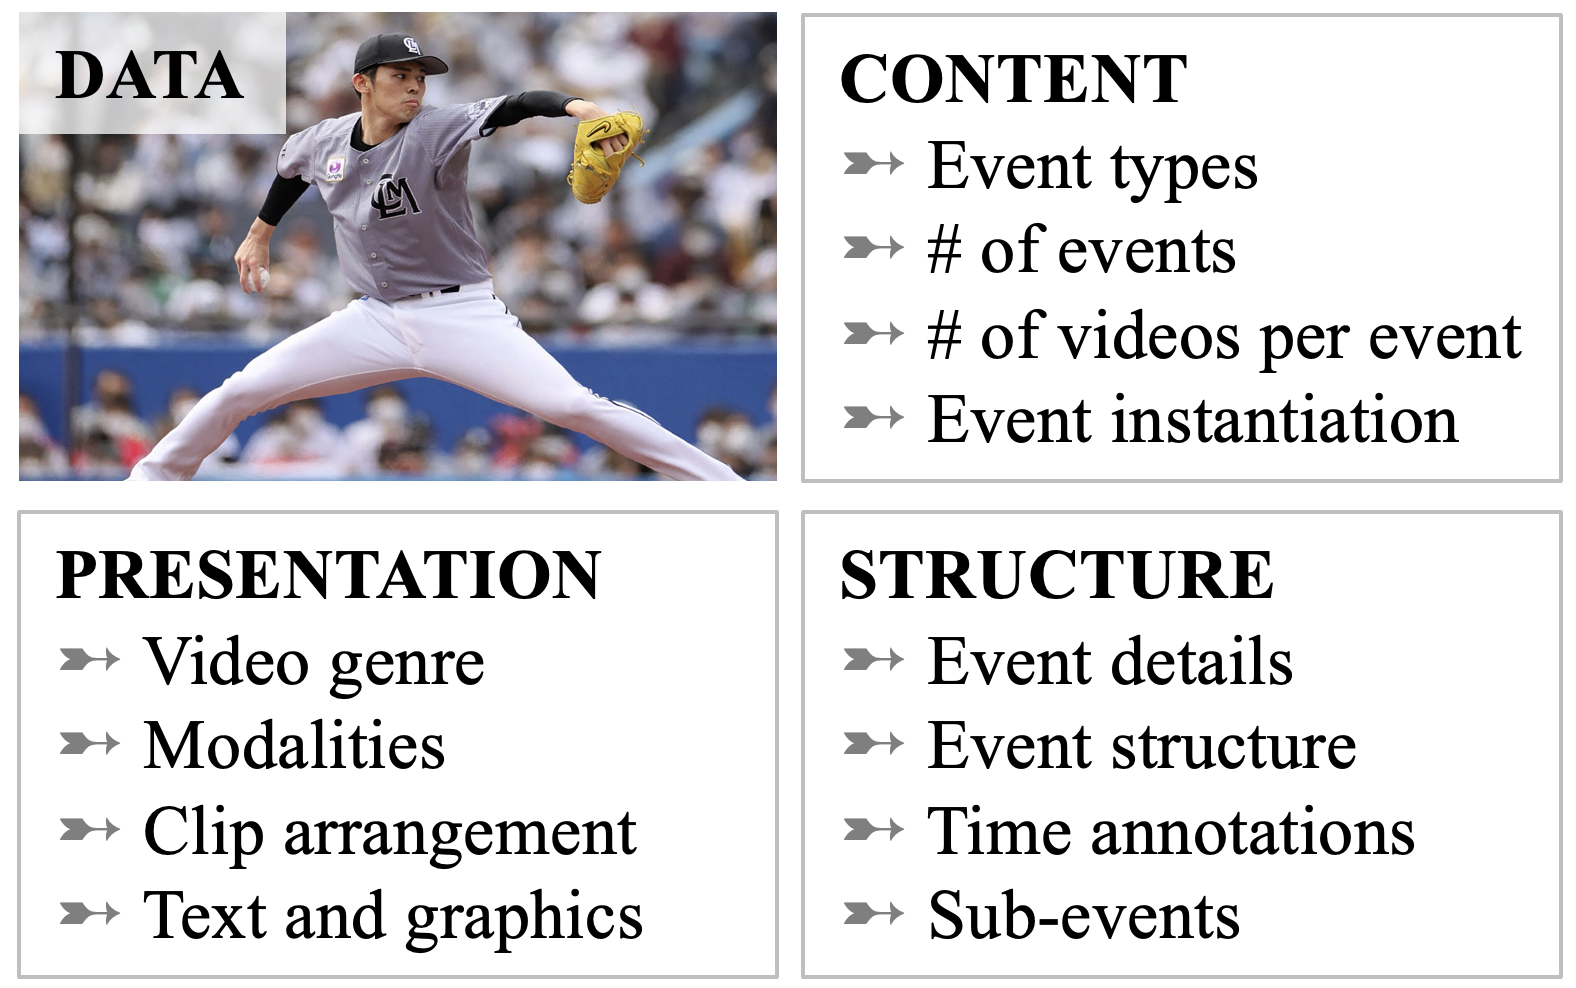 DATA
CONTENT
Event types
# of events
# of videos per event
Event instantiation
PRESENTATION
Video genre
Modalities
Clip arrangement
Text and graphics
STRUCTURE
Event details
Event structure
Time annotations
Sub-events